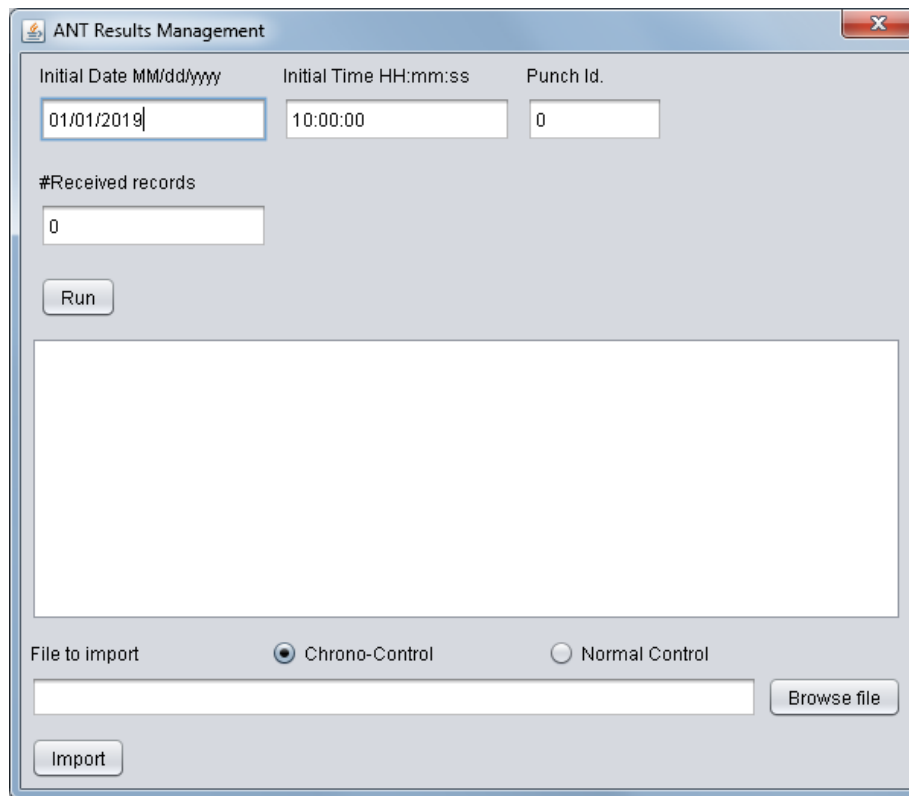 ANT Results Management
Initial Date MM/dd/yyyy Initial Time HH:mm:ss Punch Id.
01/01/2019 10:00:00 0
#Received records
0
Run
File to import Chrono-Control Normal Control
Browse file
Import